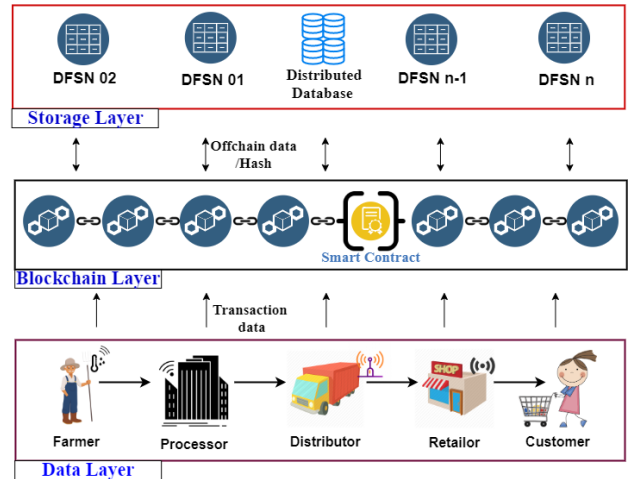 DFSN 02
DFSN 01
Distributed
Database
DFSN n-1
DFSN n
Storage Layer
Offchain data
/Hash
Smart Contract
Blockchain Layer
Transaction
data
SHOP
Farmer
Processor
Distributor
Retailor
Customer
Data Layer